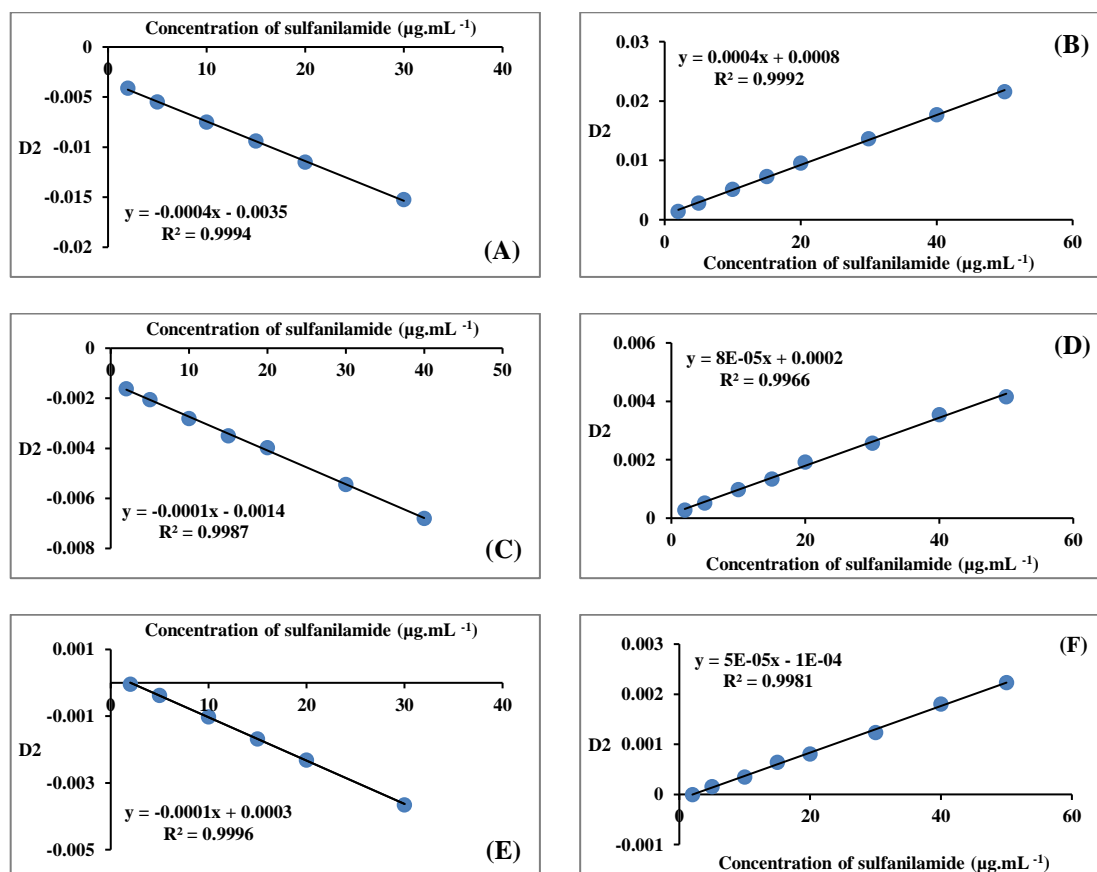 Concentration of sulfanilamide (µg.mL -1)
0
0 10 20 30 40
-0.005
-0.01
-0.015
-0.02
D2
y = -0.0004x - 0.0035
R² = 0.9994
(A)
(B)
0.03
0.02
0.01
0
D2
y = 0.0004x + 0.0008
R² = 0.9992
0 20 40 60
Concentration of sulfanilamide (µg.mL -1)
Concentration of sulfanilamide (µg.mL -1)
0
0 10 20 30 40 50
-0.002
-0.004
-0.006
-0.008
D2
y = -0.0001x - 0.0014
R² = 0.9987
(C)
(D)
0.006
0.004
0.002
0
D2
y = 8E-05x + 0.0002
R² = 0.9966
0 20 40 60
Concentration of sulfanilamide (µg.mL -1)
Concentration of sulfanilamide (µg.mL -1)
0.001
0 10 20 30 40
-0.001
-0.003
-0.005
D2
y = -0.0001x + 0.0003
R² = 0.9996
(E)
(F)
0.003
0.002
0.001
0
-0.001
D2
y = 5E-05x - 1E-04
R² = 0.9981
0 20 40 60
Concentration of sulfanilamide (µg.mL -1)